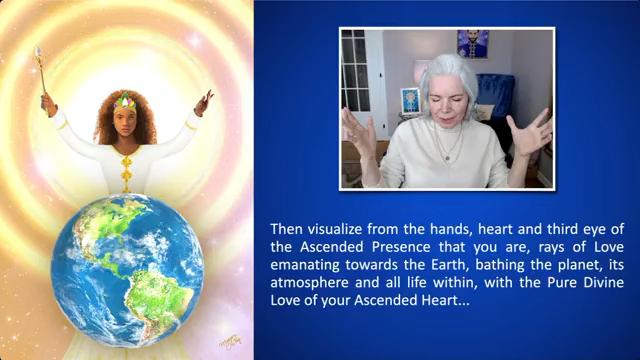 Then visualize from the hands, heart and third eye of
the Ascended Presence that you are, rays of Love
emanating towards the Earth, bathing the planet, its
atmosphere and all life within, with the Pure Divine
Love of your Ascended Heart...